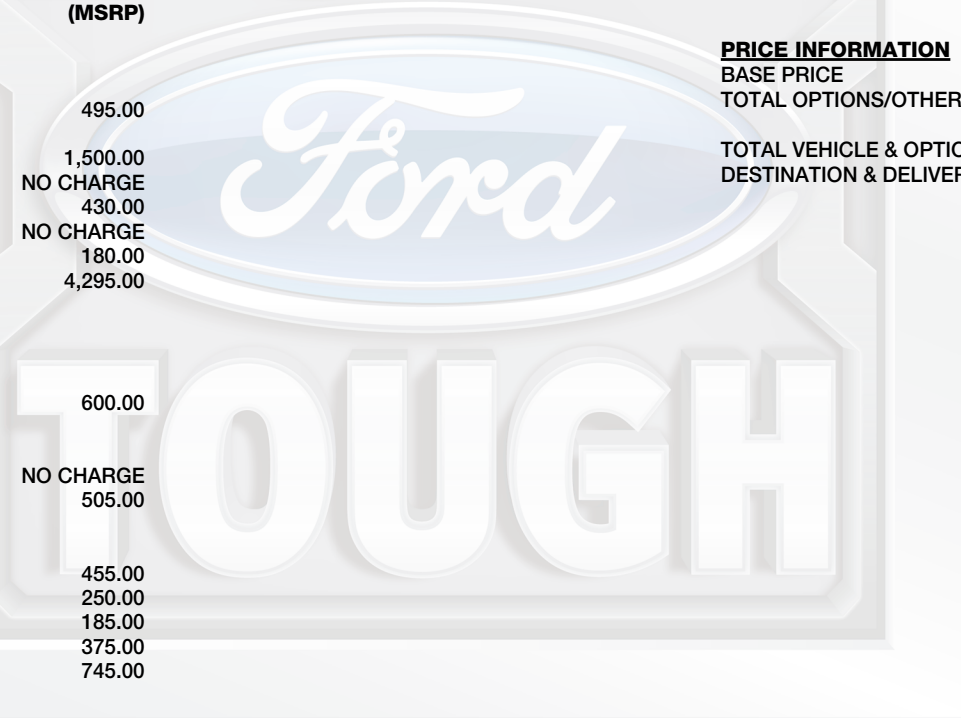 (MSRP)
495.00
1,500.00
NO CHARGE
430.00
NO CHARGE
180.00
4,295.00
600.00
NO CHARGE
505.00
455.00
250.00
185.00
375.00
745.00
PRICE INFORMATION
BASE PRICE
TOTAL OPTIONS/OTHER
TOTAL VEHICLE & OPTIO
DESTINATION & DELIVER
Ford
TOUGH